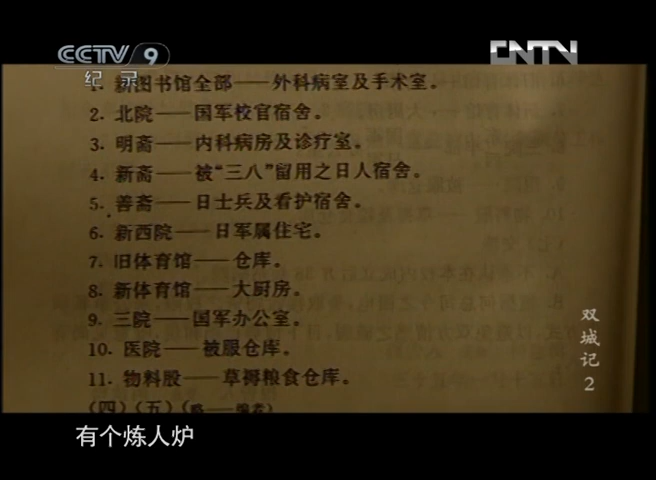 CCTV 9
纪录
CNTN
1. 新图书馆全部——外科病室及手术室。
2. 北院——国军校官宿舍。
3. 明斋——内科病房及诊疗室。
4. 新斋——被“三八”留用之日人宿舍。
5. 善斋——日士兵及看护宿舍。
6. 新西院——日军属住宅。
7. 旧体育馆——仓库。
8. 新体育馆——大厨房。
9. 三院——国军办公室。
10. 医院——被服仓库。
11. 物料股——草褥粮食仓库。
(四)(五)(略——编者)
双城记2
有个炼人炉